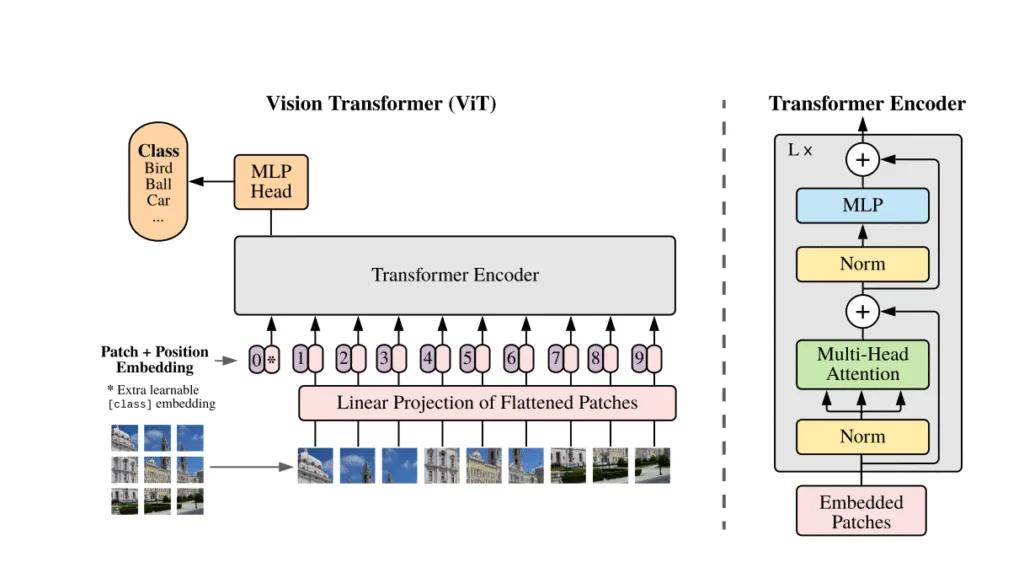 Vision Transformer (ViT)
Class
Bird
Ball
Car
...
MLP
Head
Transformer Encoder
Patch + Position
Embedding
* Extra learnable
[class] embedding
0 * 1 2 3 4 5 6 7 8 9
Linear Projection of Flattened Patches
Transformer Encoder
L x
+
MLP
Norm
+
Multi-Head
Attention
Norm
Embedded
Patches